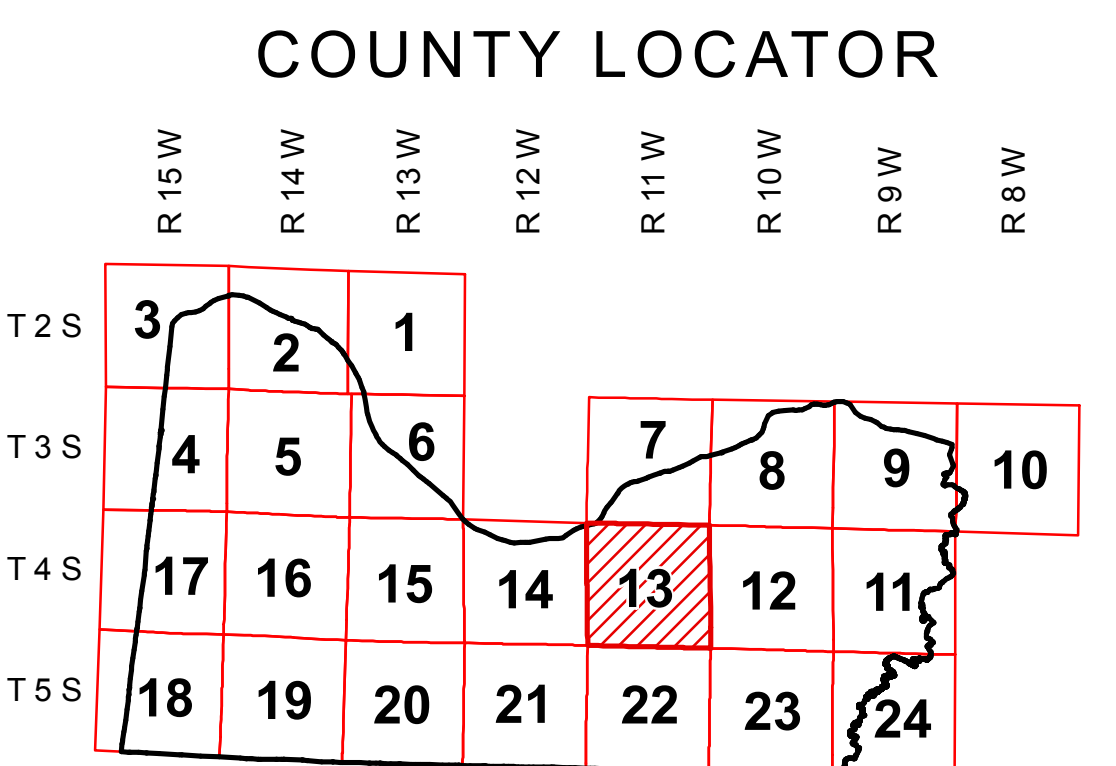 COUNTY LOCATOR
R 15 W R 14 W R 13 W R 12 W R 11 W R 10 W R 9 W R 8 W
T 2 S 3 2 1
T 3 S 4 5 6 7 8 9 10
T 4 S 17 16 15 14 13 12 11
T 5 S 18 19 20 21 22 23 24